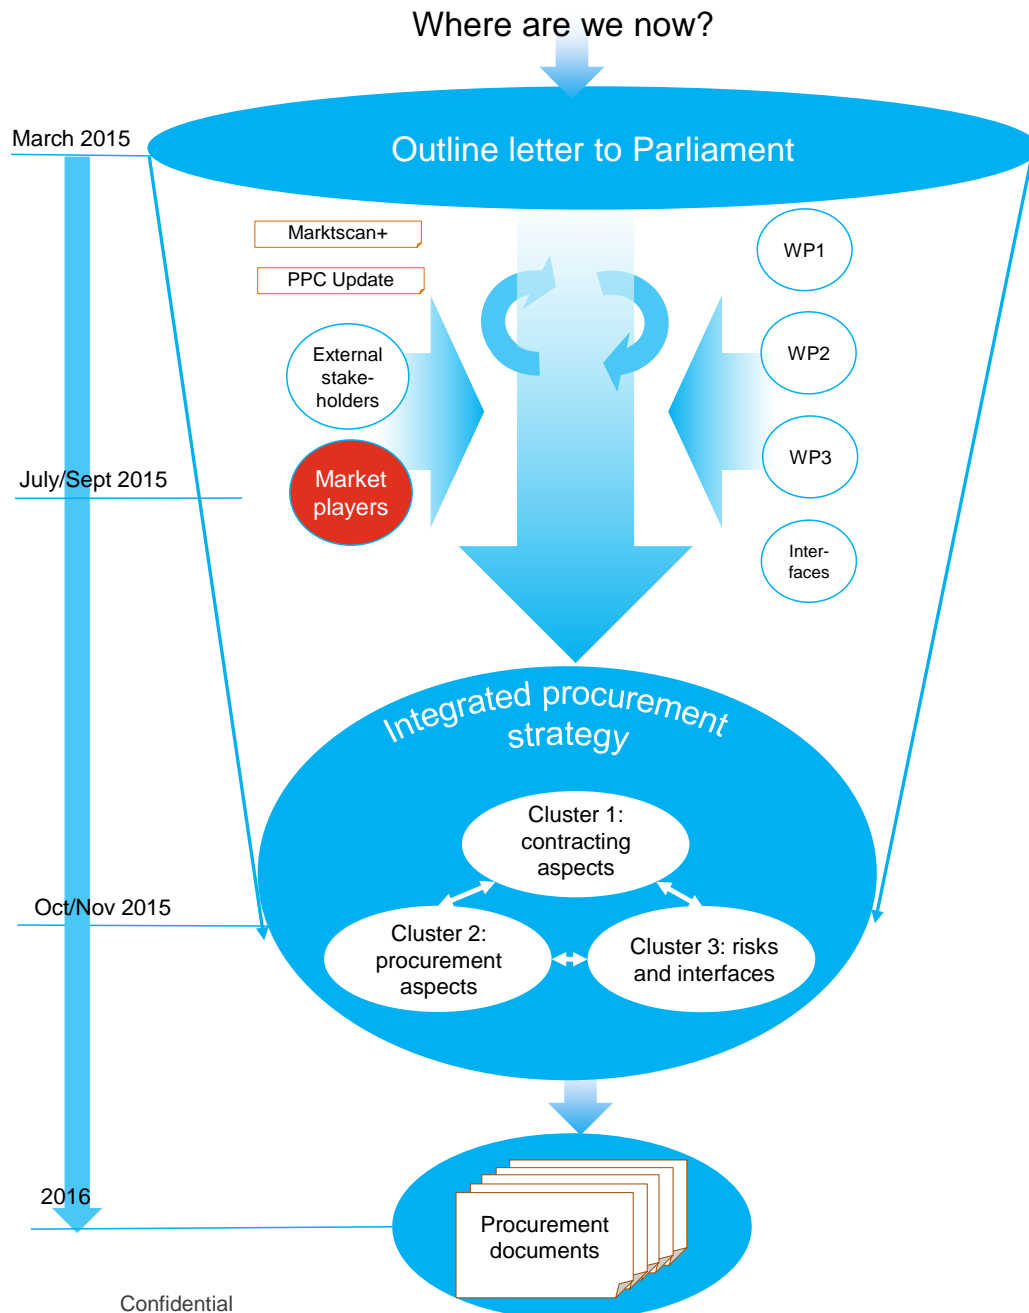 Where are we now?
March 2015
Outline letter to Parliament
Marktscan+
PPC Update
External
stake-
holders
Market
players
WP1
WP2
WP3
Inter-
faces
July/Sept 2015
Integrated procurement
strategy
Cluster 1:
contracting
aspects
Oct/Nov 2015
Cluster 2:
procurement
aspects
Cluster 3: risks
and interfaces
2016
Procurement
documents
Confidential